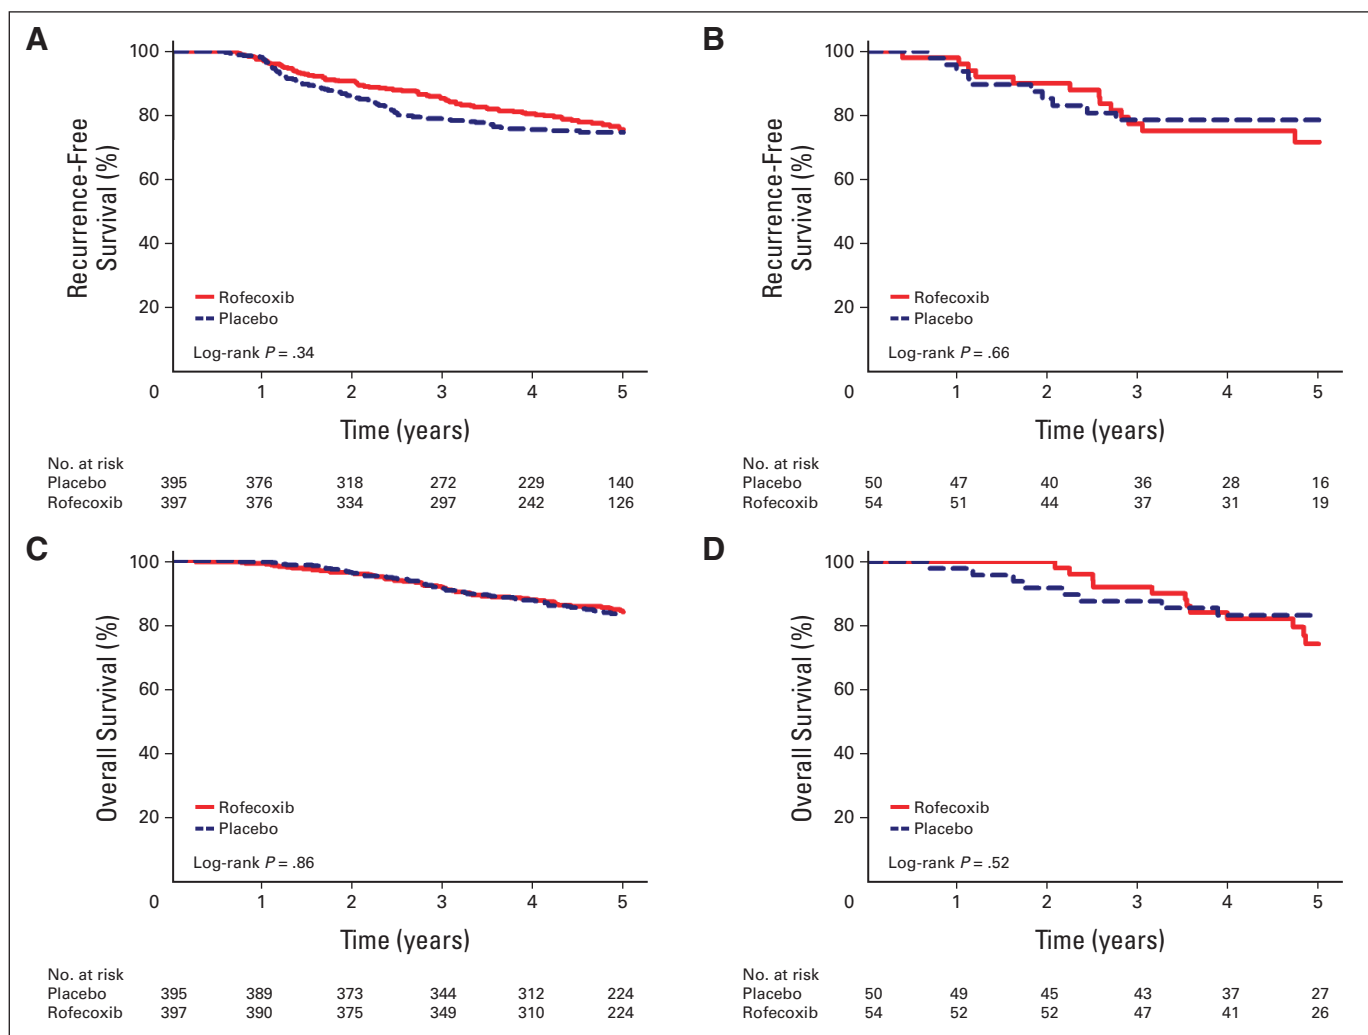 A
Recurrence-Free
Survival (%)
100
80
60
40
20
0
Rofecoxib
Placebo
Log-rank P = .34
1 2 3 4 5
Time (years)
No. at risk
Placebo 395 376 318 272 229 140
Rofecoxib 397 376 334 297 242 126
B
Recurrence-Free
Survival (%)
100
80
60
40
20
0
Rofecoxib
Placebo
Log-rank P = .66
1 2 3 4 5
Time (years)
No. at risk
Placebo 50 47 40 36 28 16
Rofecoxib 54 51 44 37 31 19
C
Overall Survival (%)
100
80
60
40
20
0
Rofecoxib
Placebo
Log-rank P = .86
1 2 3 4 5
Time (years)
No. at risk
Placebo 395 389 373 344 312 224
Rofecoxib 397 390 375 349 310 224
D
Overall Survival (%)
100
80
60
40
20
0
Rofecoxib
Placebo
Log-rank P = .52
1 2 3 4 5
Time (years)
No. at risk
Placebo 50 49 45 43 37 27
Rofecoxib 54 52 52 47 41 26